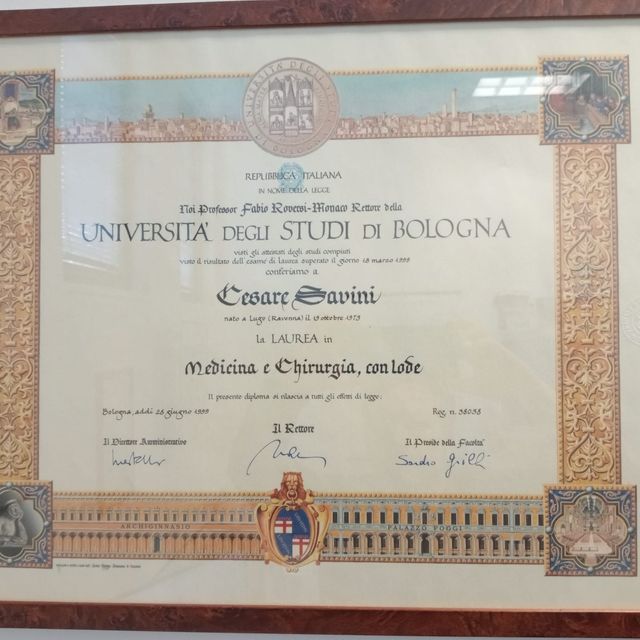 REPUBBLICA ITALIANA
IN NOME DELLA LEGGE
Noi Professor Fabio Roversi-Monaco Rettore della
UNIVERSITA' DEGLI STUDI DI BOLOGNA
visti gli attestati degli studi compiuti
visto il risultato dell'esame di laurea superato il giorno 18 marzo 1999
conferiamo a
Cesare Savini
nato a Lugo (Ravenna) il 13 ottobre 1973
la LAUREA in
Medicina e Chirurgia, con lode
Il presente diploma si rilascia a tutti gli effetti di legge.
Bologna, addì 28 giugno 1999 Reg. n. 38038
Il Rettore
Il Direttore Amministrativo Il Preside della Facoltà
Sandro Grilli
ARCHIGINNASIO PALAZZO POGGI